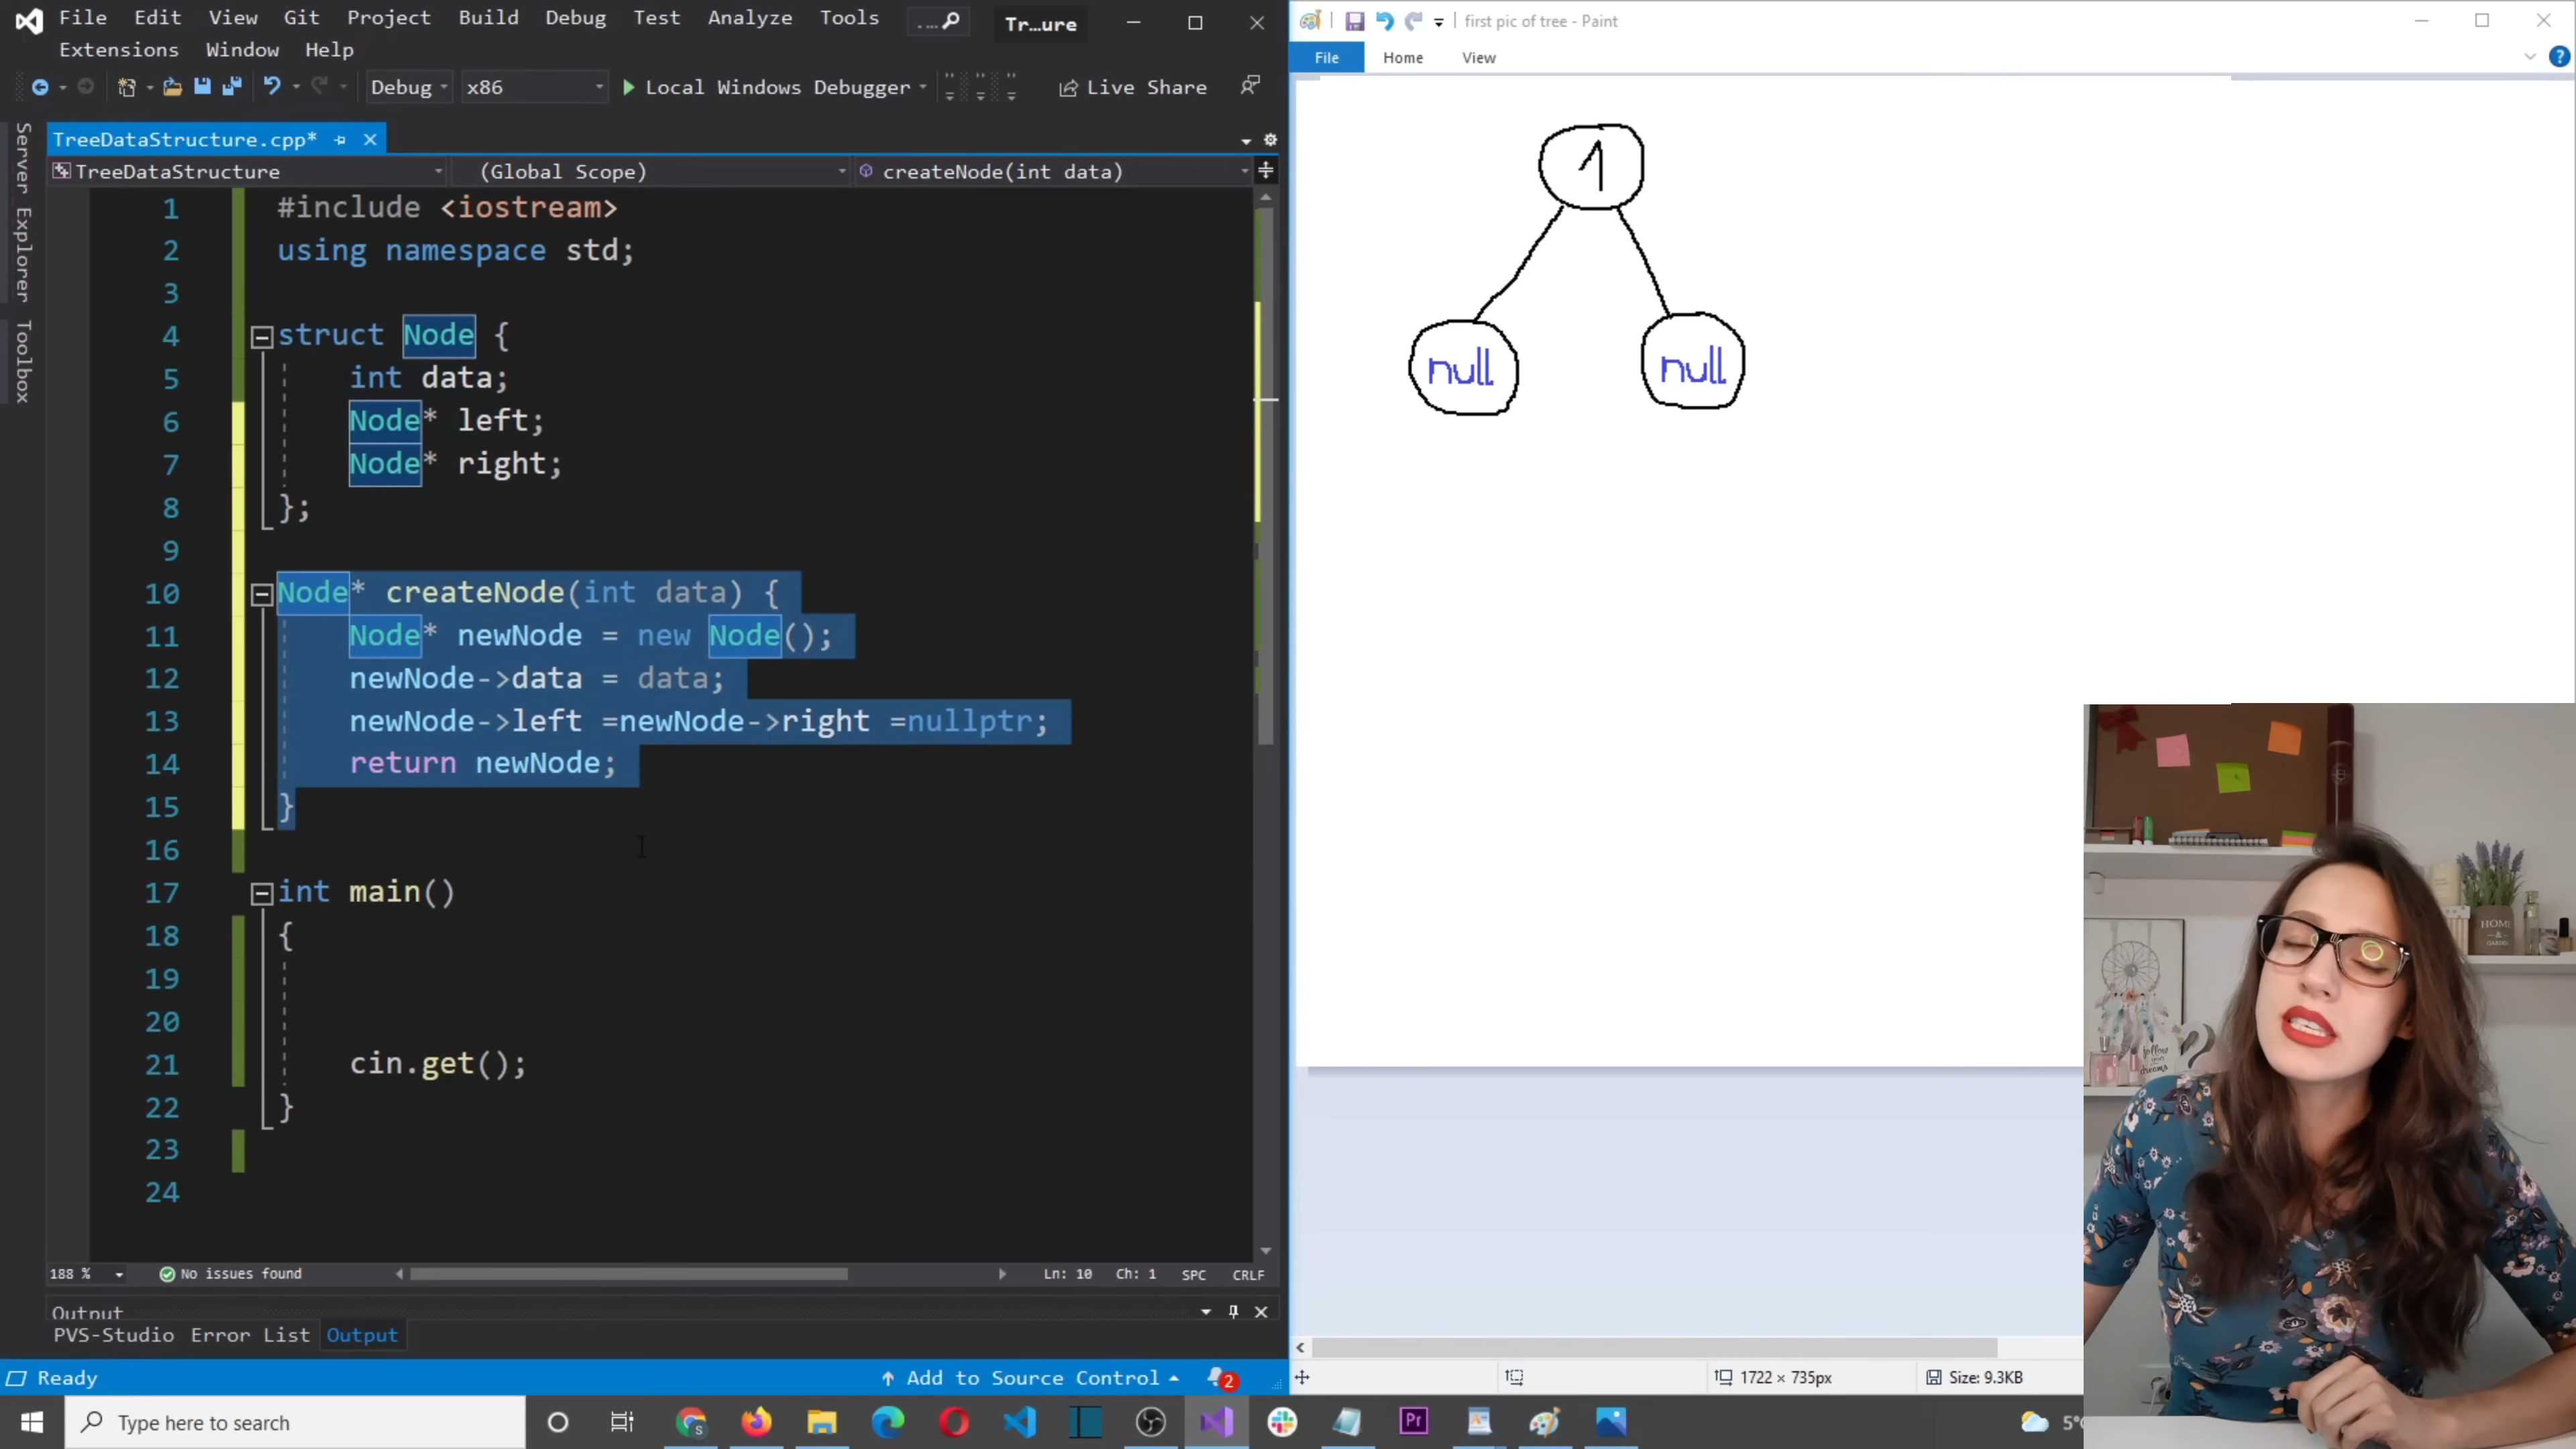 File Edit View Git Project Build Debug Test Analyze Tools ... Tr...ure
Extensions Window Help
Debug x86 Local Windows Debugger Live Share
Server Explorer
Toolbox
TreeDataStructure.cpp*
TreeDataStructure (Global Scope) createNode(int data)
1 #include <iostream>
2 using namespace std;
3
4 struct Node {
5 int data;
6 Node* left;
7 Node* right;
8 };
9
10 Node* createNode(int data) {
11 Node* newNode = new Node();
12 newNode->data = data;
13 newNode->left =newNode->right =nullptr;
14 return newNode;
15 }
16
17 int main()
18 {
19
20
21 cin.get();
22 }
23
24
188 % No issues found Ln: 10 Ch: 1 SPC CRLF
Output
PVS-Studio Error List Output
Ready Add to Source Control 2
Type here to search
S
Pr
5°
first pic of tree - Paint
File Home View
?
1
null null
1722 × 735px Size: 9.3KB
HOME
&
follow
your
dreams